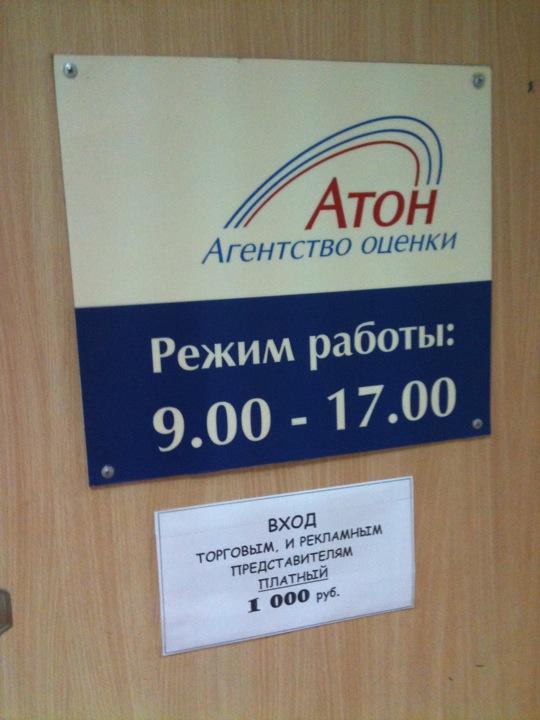 Атон
Агентство оценки
Режим работы:
9.00 - 17.00
ВХОД
ТОРГОВЫМ, И РЕКЛАМНЫМ
ПРЕДСТАВИТЕЛЯМ
ПЛАТНЫЙ
1 000 руб.